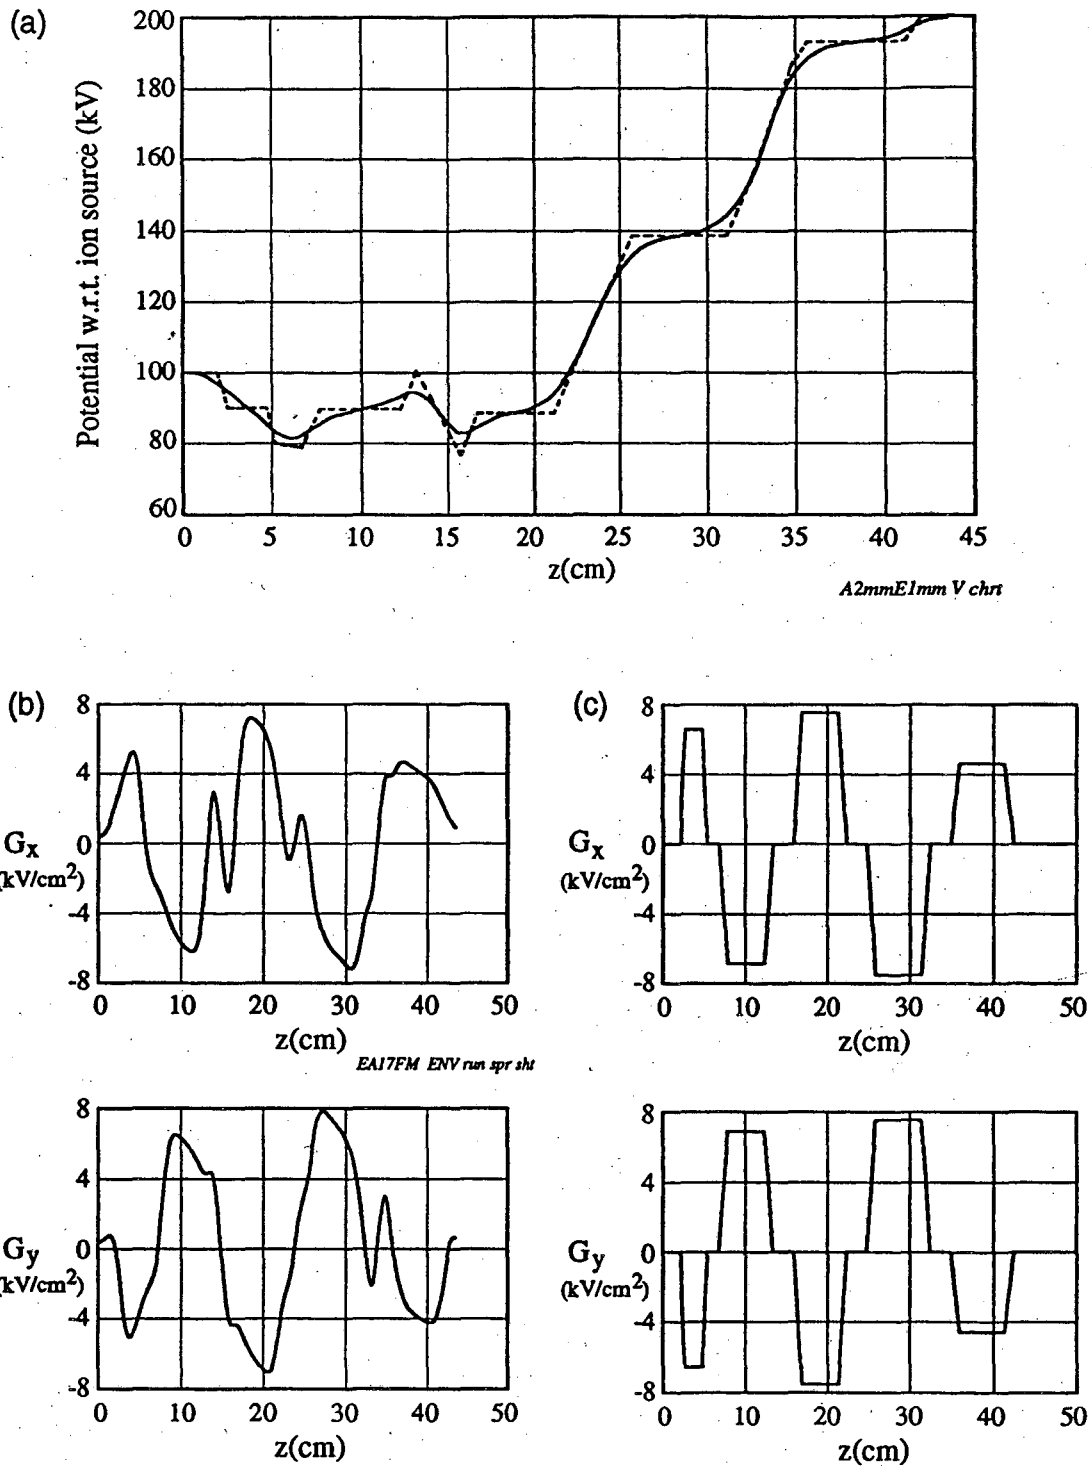 (a)
Potential w.r.t. ion source (kV)
200
180
160
140
120
100
80
60
0 5 10 15 20 25 30 35 40 45
z(cm)
A2mmE1mm V chrt
(b)
8
4
0
-4
-8
Gx
(kV/cm2)
0 10 20 30 40 50
z(cm)
EA17FM ENV run spr sht
(c)
8
4
0
-4
-8
Gx
(kV/cm2)
0 10 20 30 40 50
z(cm)
8
4
0
-4
-8
Gy
(kV/cm2)
0 10 20 30 40 50
z(cm)
8
4
0
-4
-8
Gy
(kV/cm2)
0 10 20 30 40 50
z(cm)